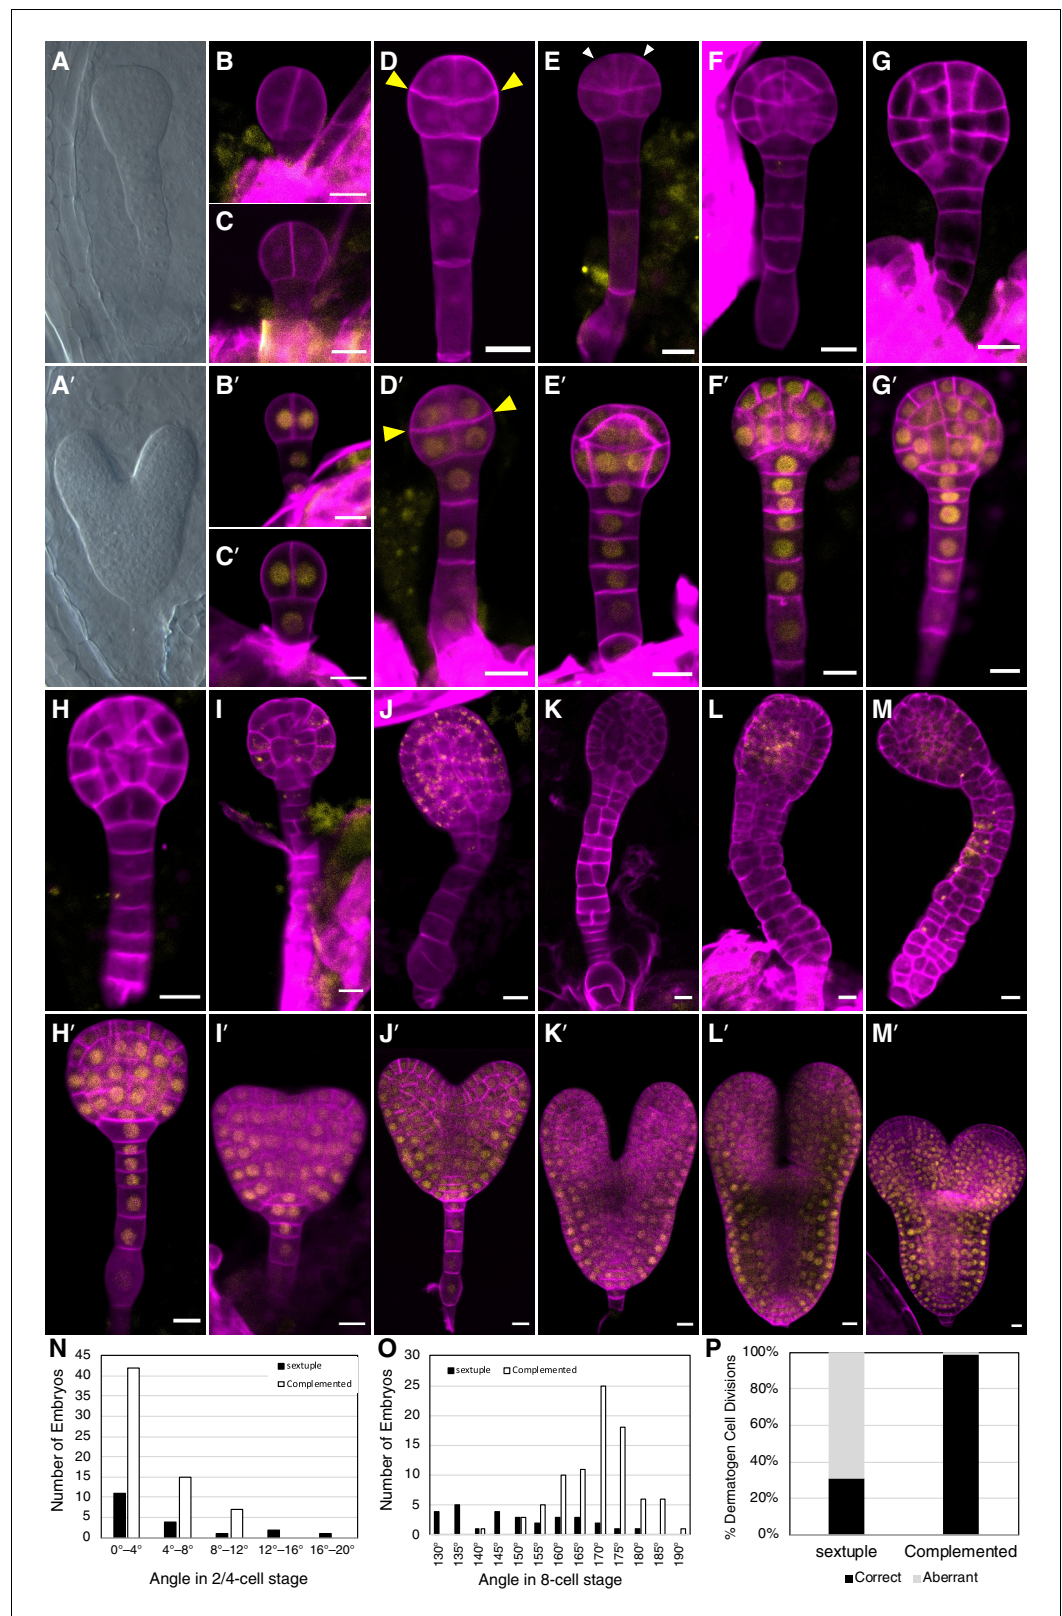 A
B
C
D
E
F
G
A′
B′
C′
D′
E′
F′
G′
H
I
J
K
L
M
H′
I′
J′
K′
L′
M′
N
Number of Embryos
45
40
35
30
25
20
15
10
5
0
sextuple
Complemented
0°–4°
4°–8°
8°–12°
12°–16°
16°–20°
Angle in 2/4-cell stage
O
Number of Embryos
30
25
20
15
10
5
0
sextuple
Complemented
130°
135°
140°
145°
150°
155°
160°
165°
170°
175°
180°
185°
190°
Angle in 8-cell stage
P
% Dermatogen Cell Divisions
100%
80%
60%
40%
20%
0%
sextuple
Complemented
Correct
Aberrant